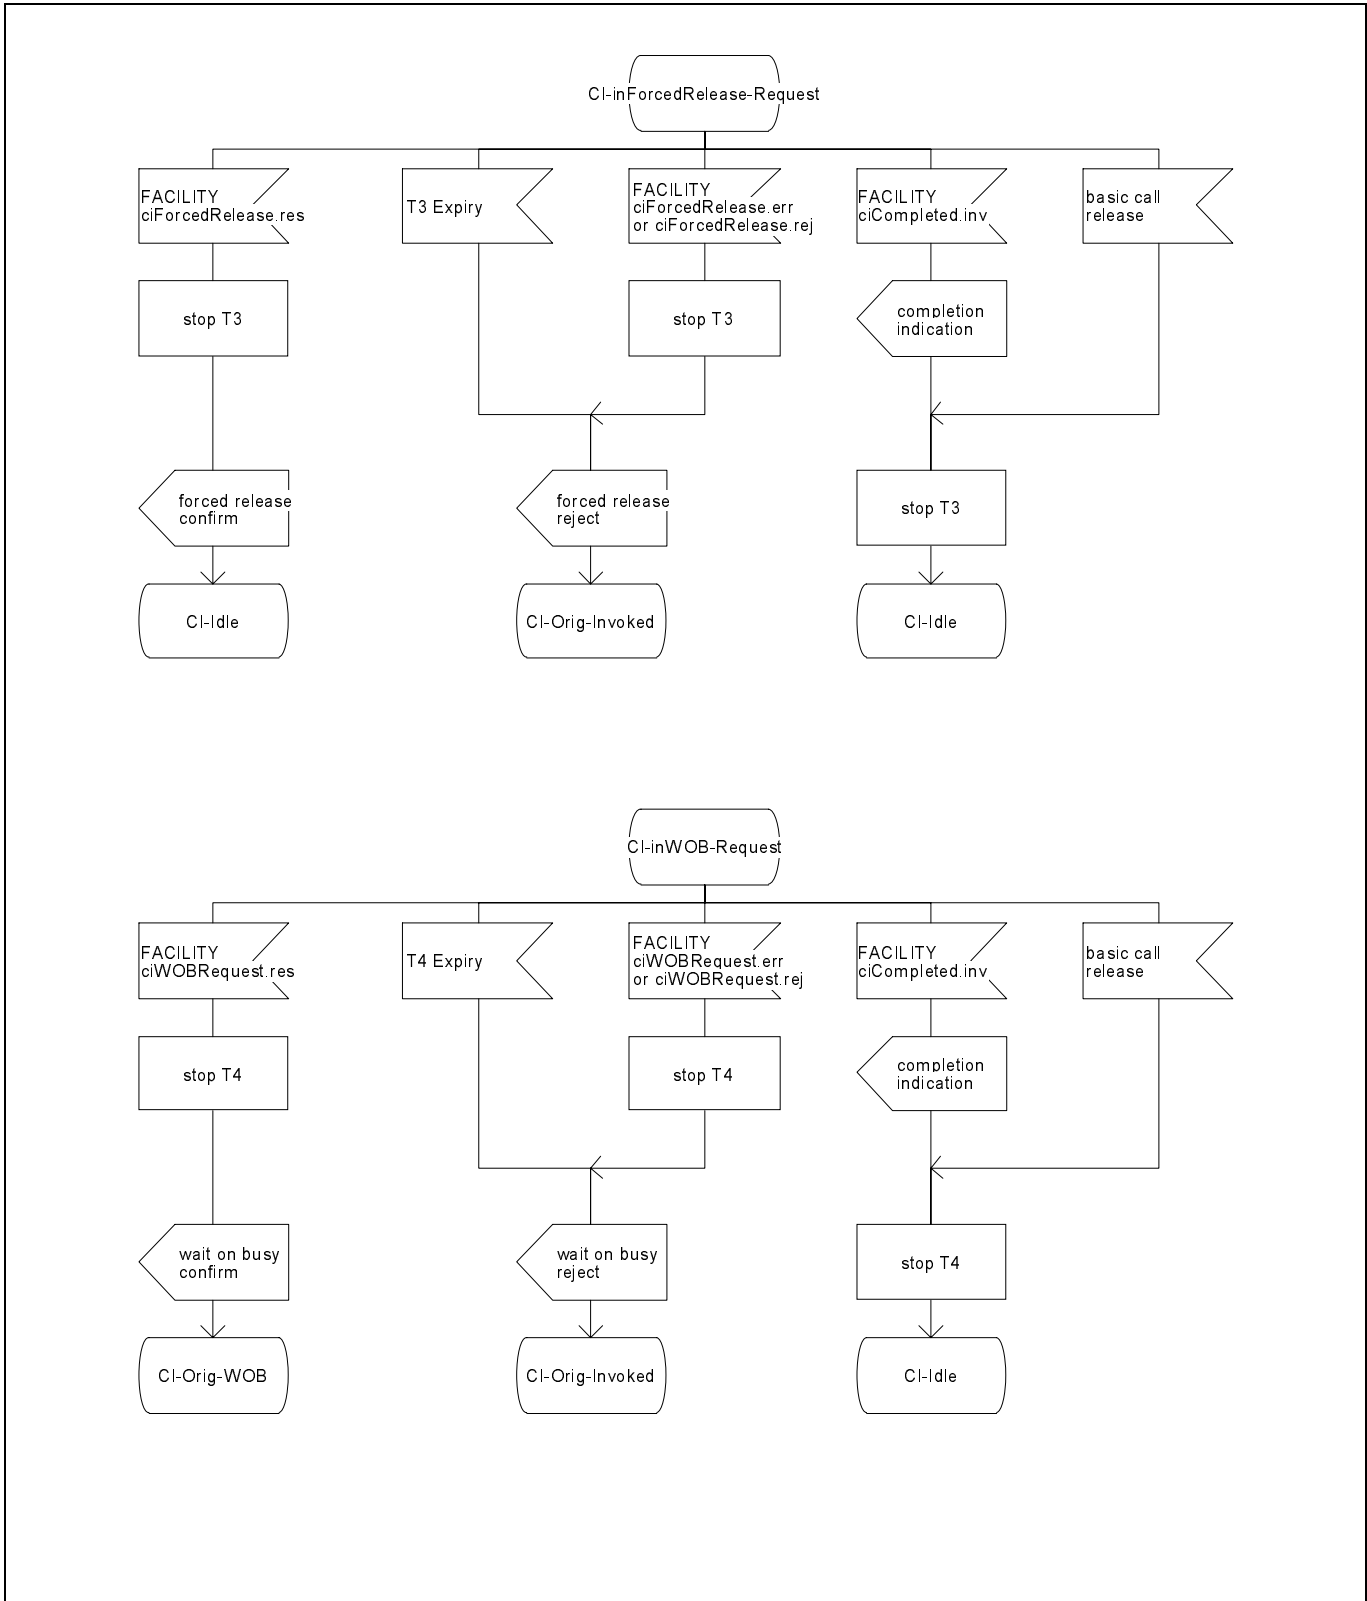 CI-inForcedRelease-Request
FACILITY
ciForcedRelease.res
T3 Expiry
FACILITY
ciForcedRelease.err
or ciForcedRelease.rej
FACILITY
ciCompleted.inv
basic call
release
stop T3
stop T3
completion
indication
forced release
confirm
forced release
reject
stop T3
CI-Idle
CI-Orig-Invoked
CI-Idle
CI-inWOB-Request
FACILITY
ciWOBRequest.res
T4 Expiry
FACILITY
ciWOBRequest.err
or ciWOBRequest.rej
FACILITY
ciCompleted.inv
basic call
release
stop T4
stop T4
completion
indication
wait on busy
confirm
wait on busy
reject
stop T4
CI-Orig-WOB
CI-Orig-Invoked
CI-Idle